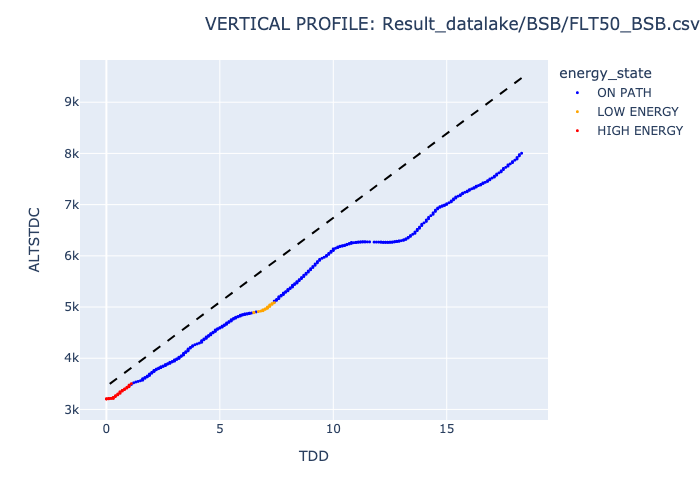 VERTICAL PROFILE: Result_datalake/BSB/FLT50_BSB.csv
energy_state
ON PATH
LOW ENERGY
HIGH ENERGY
ALTSTDC
9k
8k
7k
6k
5k
4k
3k
0 5 10 15
TDD